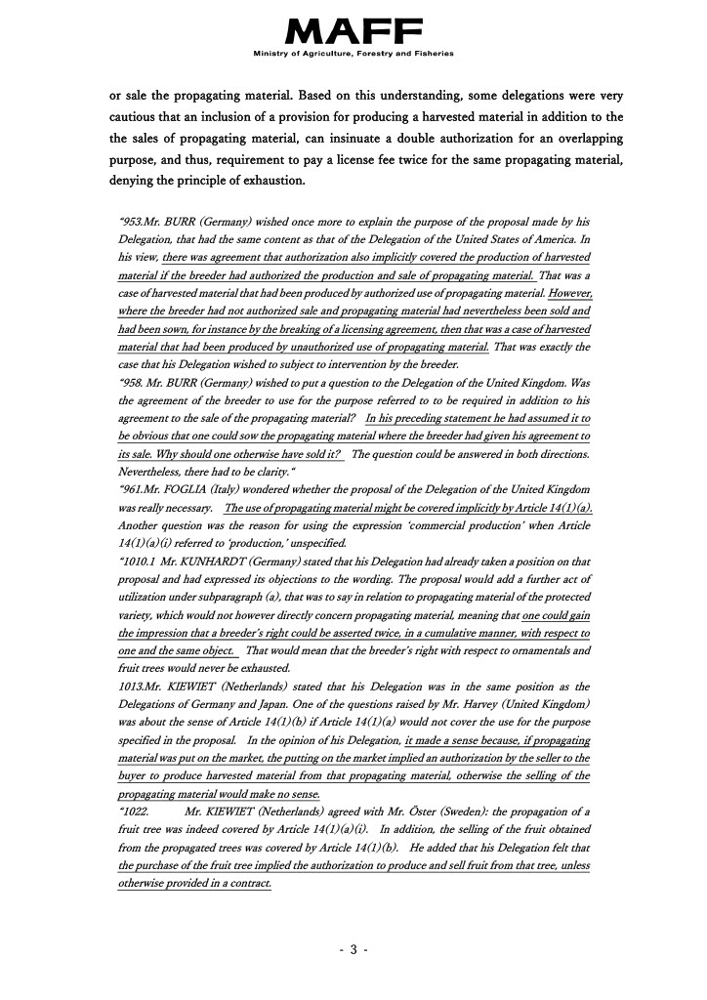 MAFF
Ministry of Agriculture, Forestry and Fisheries
or sale the propagating material. Based on this understanding, some delegations were very
cautious that an inclusion of a provision for producing a harvested material in addition to the
the sales of propagating material, can insinuate a double authorization for an overlapping
purpose, and thus, requirement to pay a license fee twice for the same propagating material,
denying the principle of exhaustion.
“953.Mr. BURR (Germany) wished once more to explain the purpose of the proposal made by his
Delegation, that had the same content as that of the Delegation of the United States of America. In
his view, there was agreement that authorization also implicitly covered the production of harvested
material if the breeder had authorized the production and sale of propagating material. That was a
case of harvested material that had been produced by authorized use of propagating material. However,
where the breeder had not authorized sale and propagating material had nevertheless been sold and
had been sown, for instance by the breaking of a licensing agreement, then that was a case of harvested
material that had been produced by unauthorized use of propagating material. That was exactly the
case that his Delegation wished to subject to intervention by the breeder.
“958. Mr. BURR (Germany) wished to put a question to the Delegation of the United Kingdom. Was
the agreement of the breeder to use for the purpose referred to to be required in addition to his
agreement to the sale of the propagating material? In his preceding statement he had assumed it to
be obvious that one could sow the propagating material where the breeder had given his agreement to
its sale. Why should one otherwise have sold it? The question could be answered in both directions.
Nevertheless, there had to be clarity.“
“961.Mr. FOGLIA (Italy) wondered whether the proposal of the Delegation of the United Kingdom
was really necessary. The use of propagating material might be covered implicitly by Article 14(1)(a).
Another question was the reason for using the expression ‘commercial production’ when Article
14(1)(a)(i) referred to ‘production,’ unspecified.
“1010.1 Mr. KUNHARDT (Germany) stated that his Delegation had already taken a position on that
proposal and had expressed its objections to the wording. The proposal would add a further act of
utilization under subparagraph (a), that was to say in relation to propagating material of the protected
variety, which would not however directly concern propagating material, meaning that one could gain
the impression that a breeder's right could be asserted twice, in a cumulative manner, with respect to
one and the same object. That would mean that the breeder's right with respect to ornamentals and
fruit trees would never be exhausted.
1013.Mr. KIEWIET (Netherlands) stated that his Delegation was in the same position as the
Delegations of Germany and Japan. One of the questions raised by Mr. Harvey (United Kingdom)
was about the sense of Article 14(1)(b) if Article 14(1)(a) would not cover the use for the purpose
specified in the proposal. In the opinion of his Delegation, it made a sense because, if propagating
material was put on the market, the putting on the market implied an authorization by the seller to the
buyer to produce harvested material from that propagating material, otherwise the selling of the
propagating material would make no sense.
“1022. Mr. KIEWIET (Netherlands) agreed with Mr. Öster (Sweden): the propagation of a
fruit tree was indeed covered by Article 14(1)(a)(i). In addition, the selling of the fruit obtained
from the propagated trees was covered by Article 14(1)(b). He added that his Delegation felt that
the purchase of the fruit tree implied the authorization to produce and sell fruit from that tree, unless
otherwise provided in a contract.
- 3 -